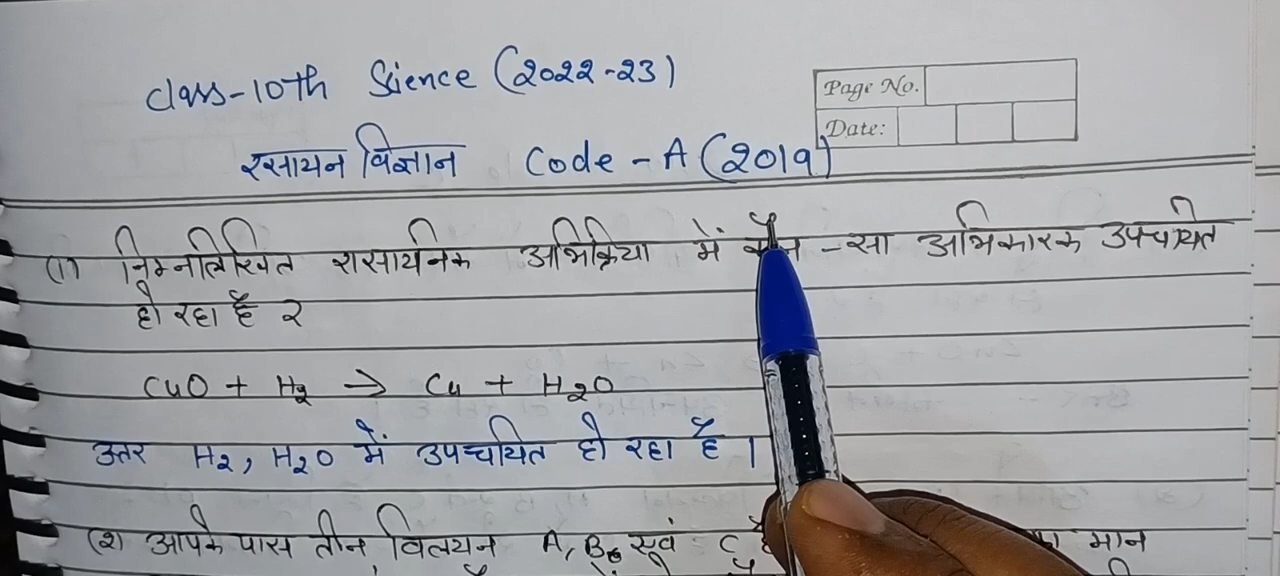 Class-10th Science (2022-23)
Page No.
Date:
रसायन विज्ञान Code-A (2019)
(1) निम्नलिखित रासायनिक अभिक्रिया में कौन-सा अभिकारक उपचयित
हो रहा है ?
CuO + H₂ → Cu + H₂O
उत्तर H₂, H₂O में उपचयित हो रहा है |
(2) आपके पास तीन विलयन A, B एवं C मान